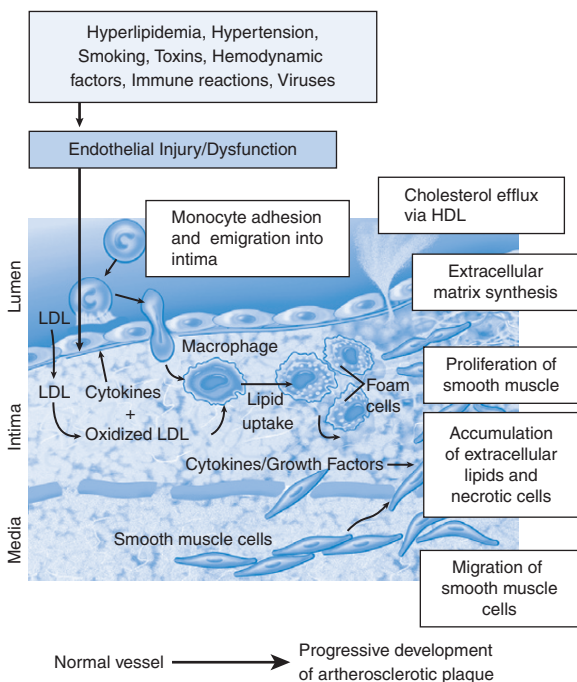 Hyperlipidemia, Hypertension,
Smoking, Toxins, Hemodynamic
factors, Immune reactions, Viruses
Endothelial Injury/Dysfunction
Cholesterol efflux
via HDL
Monocyte adhesion
and emigration into
intima
Extracellular
matrix synthesis
Lumen
LDL
Macrophage
Proliferation of
smooth muscle
LDL
Cytokines
+
Oxidized LDL
Lipid
uptake
Foam
cells
Intima
Accumulation
of extracellular
lipids and
necrotic cells
Cytokines/Growth Factors
Media
Smooth muscle cells
Migration of
smooth muscle
cells
Normal vessel
Progressive development
of artherosclerotic plaque